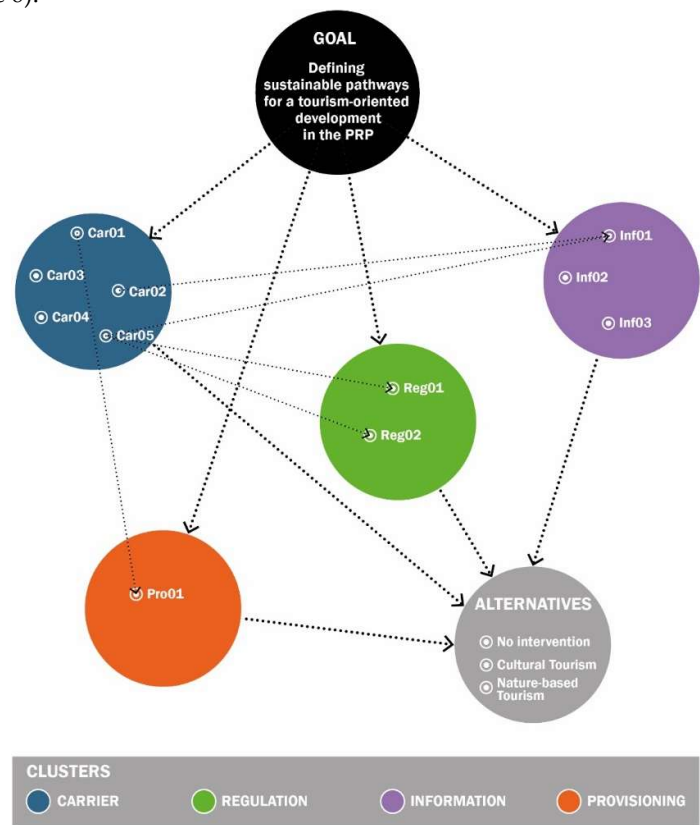 GOAL
Defining
sustainable pathways
for a tourism-oriented
development
in the PRP
Car01
Car03
Car02
Car04
Car05
Inf01
Inf02
Inf03
Reg01
Reg02
Pro01
ALTERNATIVES
No intervention
Cultural Tourism
Nature-based
Tourism
CLUSTERS
CARRIER
REGULATION
INFORMATION
PROVISIONING